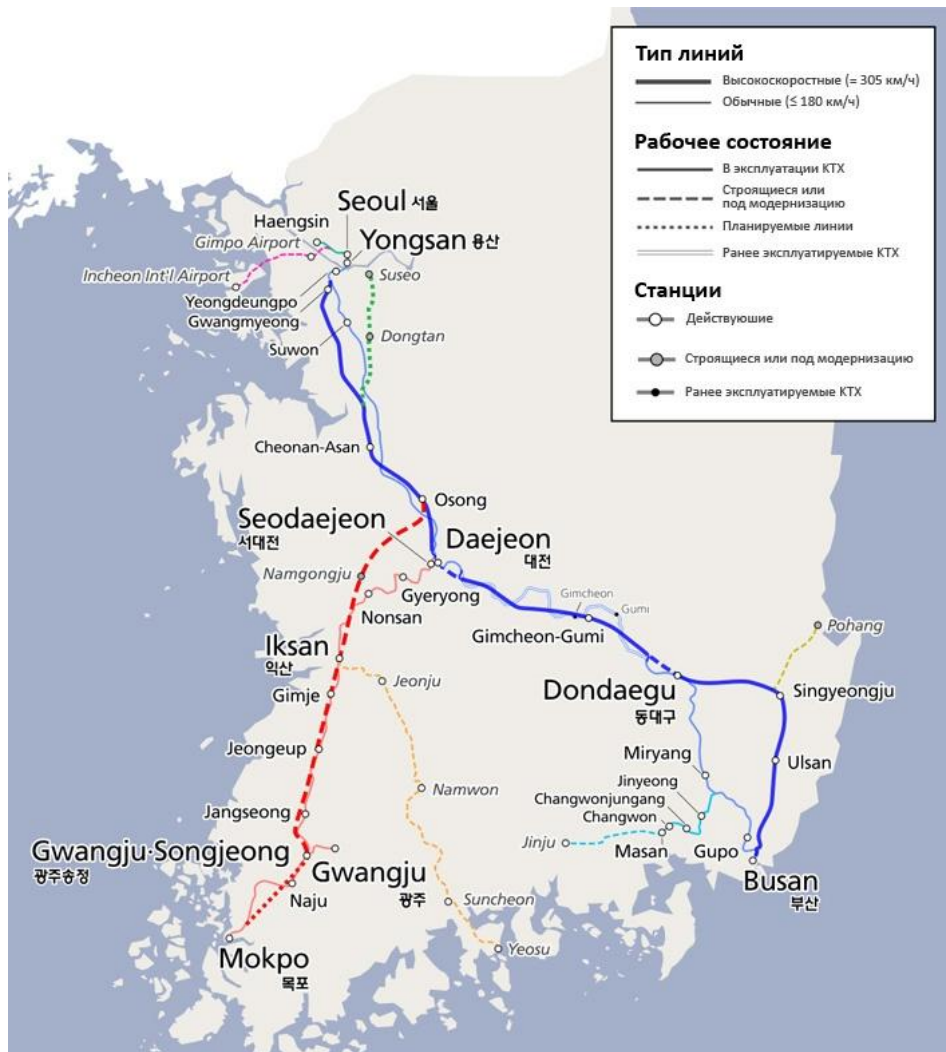 Тип линий
Высокоскоростные (= 305 км/ч)
Обычные (≤ 180 км/ч)
Рабочее состояние
В эксплуатации KTX
Строящиеся или
под модернизацию
Планируемые линии
Ранее эксплуатируемые KTX
Станции
Действуюшие
Строящиеся или под модернизацию
Ранее эксплуатируемые KTX
Seoul 서울
Haengsin
Gimpo Airport
Yongsan 용산
Incheon Int'l Airport
Suseo
Yeongdeungpo
Gwangmyeong
Suwon
Dongtan
Cheonan-Asan
Osong
Seodaejeon
서대전
Daejeon
대전
Namgongju
Gyeryong
Nonsan
Gimcheon
Gumi
Gimcheon-Gumi
Pohang
Iksan
익산
Jeonju
Dondaegu
동대구
Singyeongju
Gimje
Jeongeup
Miryang
Ulsan
Jinyeong
Namwon
Changwonjungang
Changwon
Jangseong
Jinju
Masan
Gupo
Gwangju·Songjeong
광주송정
Gwangju
광주
Busan
부산
Naju
Suncheon
Yeosu
Mokpo
목포